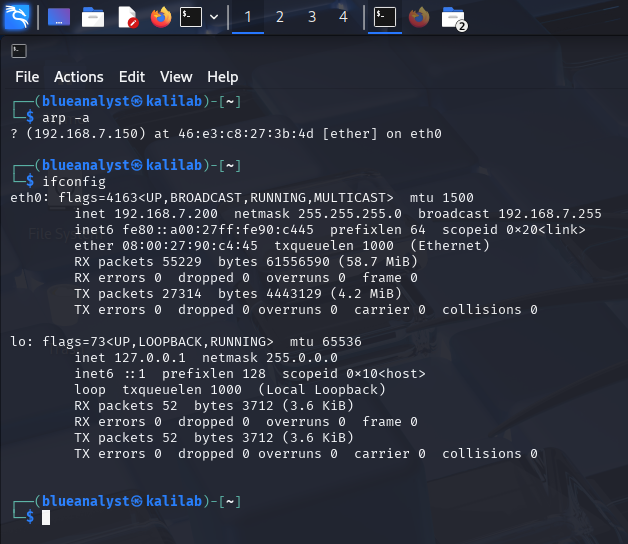 1 2 3 4 2
File Actions Edit View Help
┌──(blueanalyst㉿kalilab)-[~]
└─$ arp -a
? (192.168.7.150) at 46:e3:c8:27:3b:4d [ether] on eth0
┌──(blueanalyst㉿kalilab)-[~]
└─$ ifconfig
eth0: flags=4163<UP,BROADCAST,RUNNING,MULTICAST>  mtu 1500
        inet 192.168.7.200  netmask 255.255.255.0  broadcast 192.168.7.255
        inet6 fe80::a00:27ff:fe90:c445  prefixlen 64  scopeid 0x20<link>
        ether 08:00:27:90:c4:45  txqueuelen 1000  (Ethernet)
        RX packets 55229  bytes 61556590 (58.7 MiB)
        RX errors 0  dropped 0  overruns 0  frame 0
        TX packets 27314  bytes 4443129 (4.2 MiB)
        TX errors 0  dropped 0 overruns 0  carrier 0  collisions 0
lo: flags=73<UP,LOOPBACK,RUNNING>  mtu 65536
        inet 127.0.0.1  netmask 255.0.0.0
        inet6 ::1  prefixlen 128  scopeid 0x10<host>
        loop  txqueuelen 1000  (Local Loopback)
        RX packets 52  bytes 3712 (3.6 KiB)
        RX errors 0  dropped 0  overruns 0  frame 0
        TX packets 52  bytes 3712 (3.6 KiB)
        TX errors 0  dropped 0 overruns 0  carrier 0  collisions 0
┌──(blueanalyst㉿kalilab)-[~]
└─$